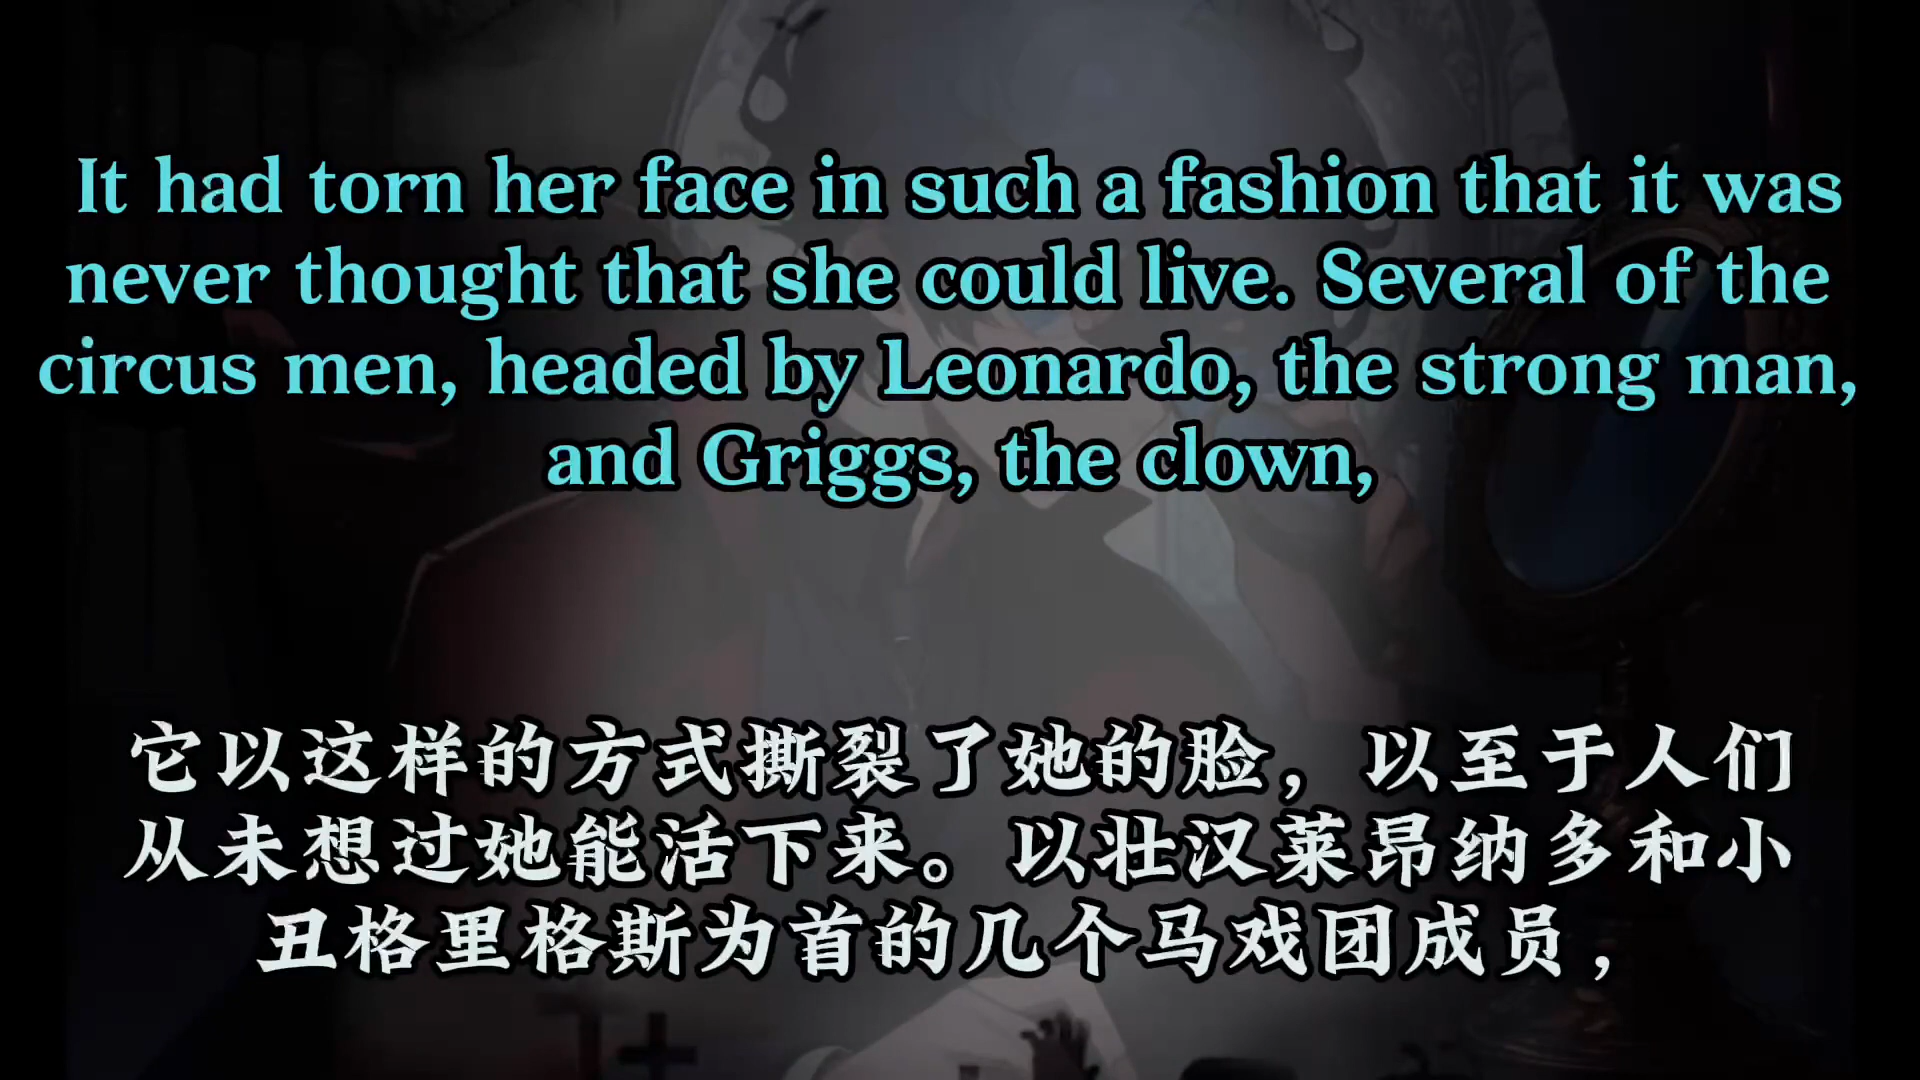 It had torn her face in such a fashion that it was
never thought that she could live. Several of the
circus men, headed by Leonardo, the strong man,
and Griggs, the clown,
它以这样的方式撕裂了她的脸，以至于人们
从未想过她能活下来。以壮汉莱昂纳多和小
丑格里格斯为首的几个马戏团成员，